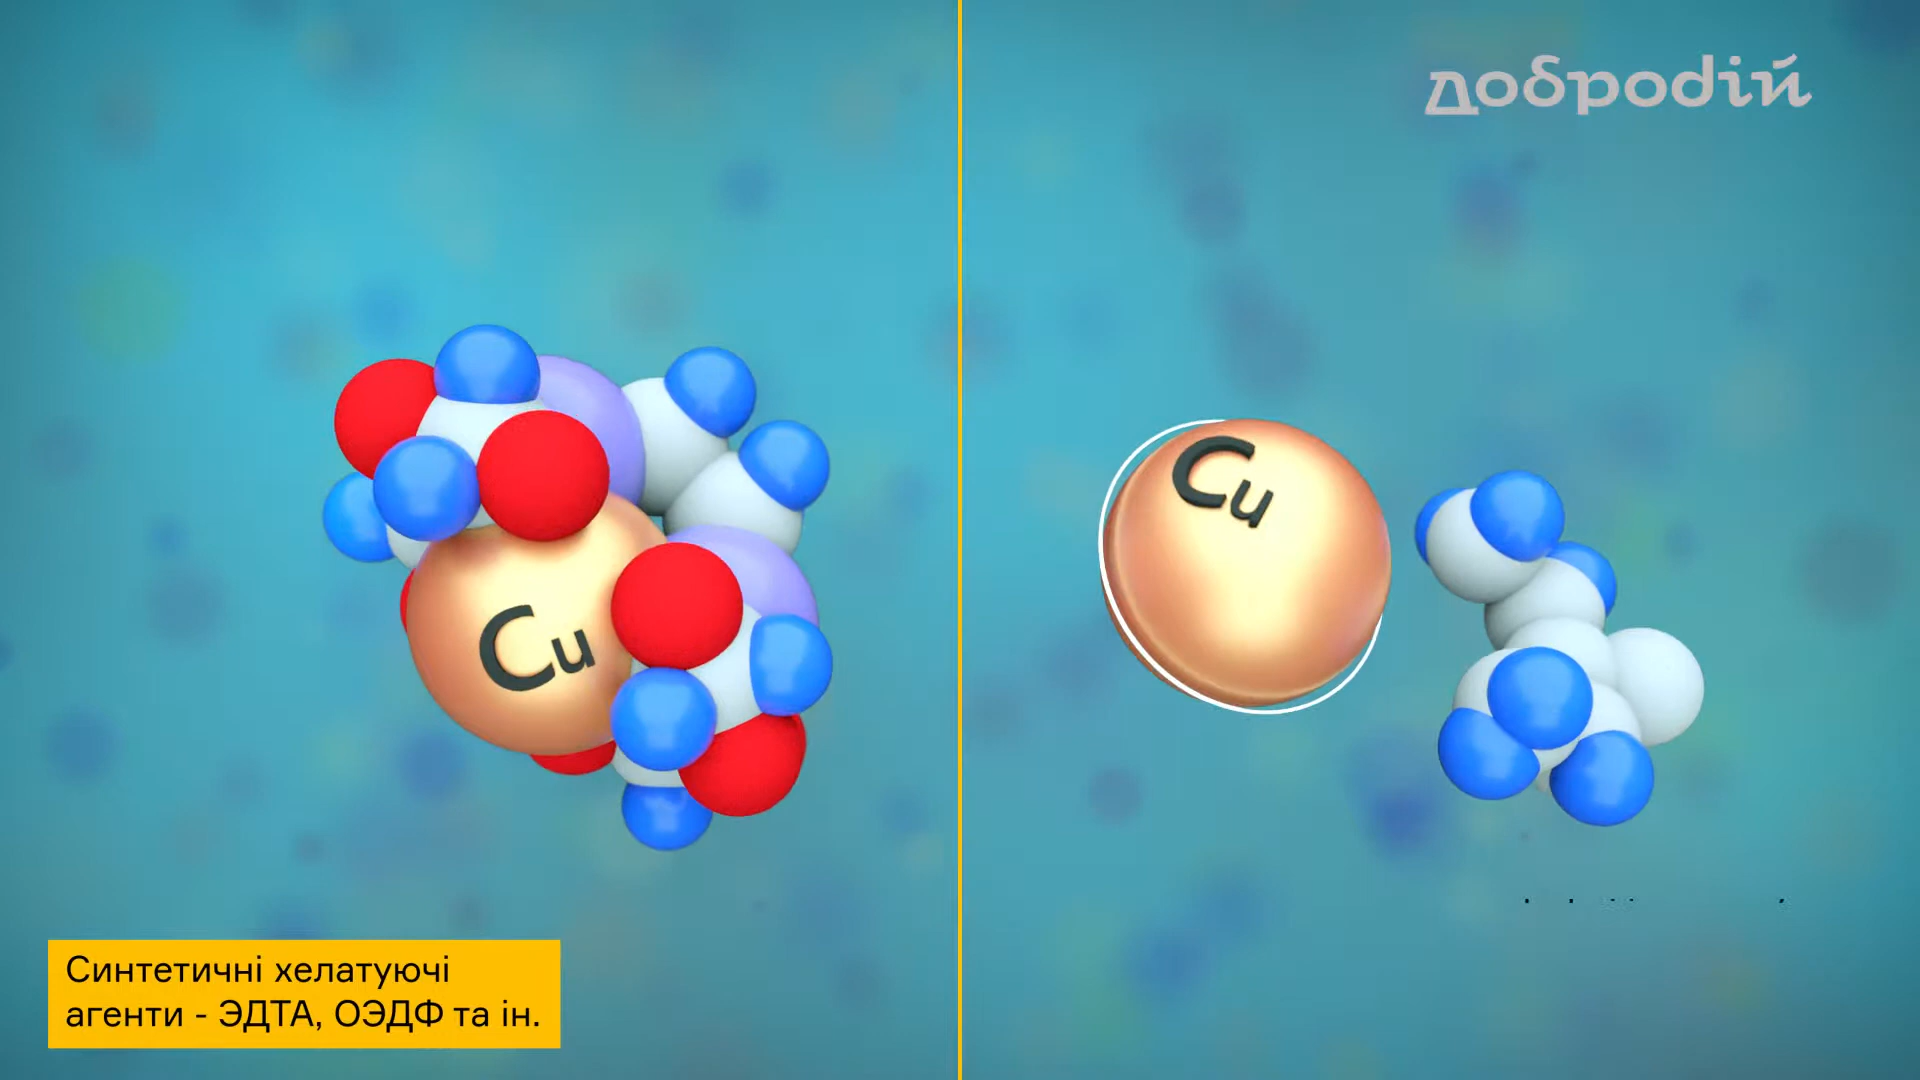 добродій
Cu
Cu
Синтетичні хелатуючі
агенти - ЭДТА, ОЭДФ та ін.